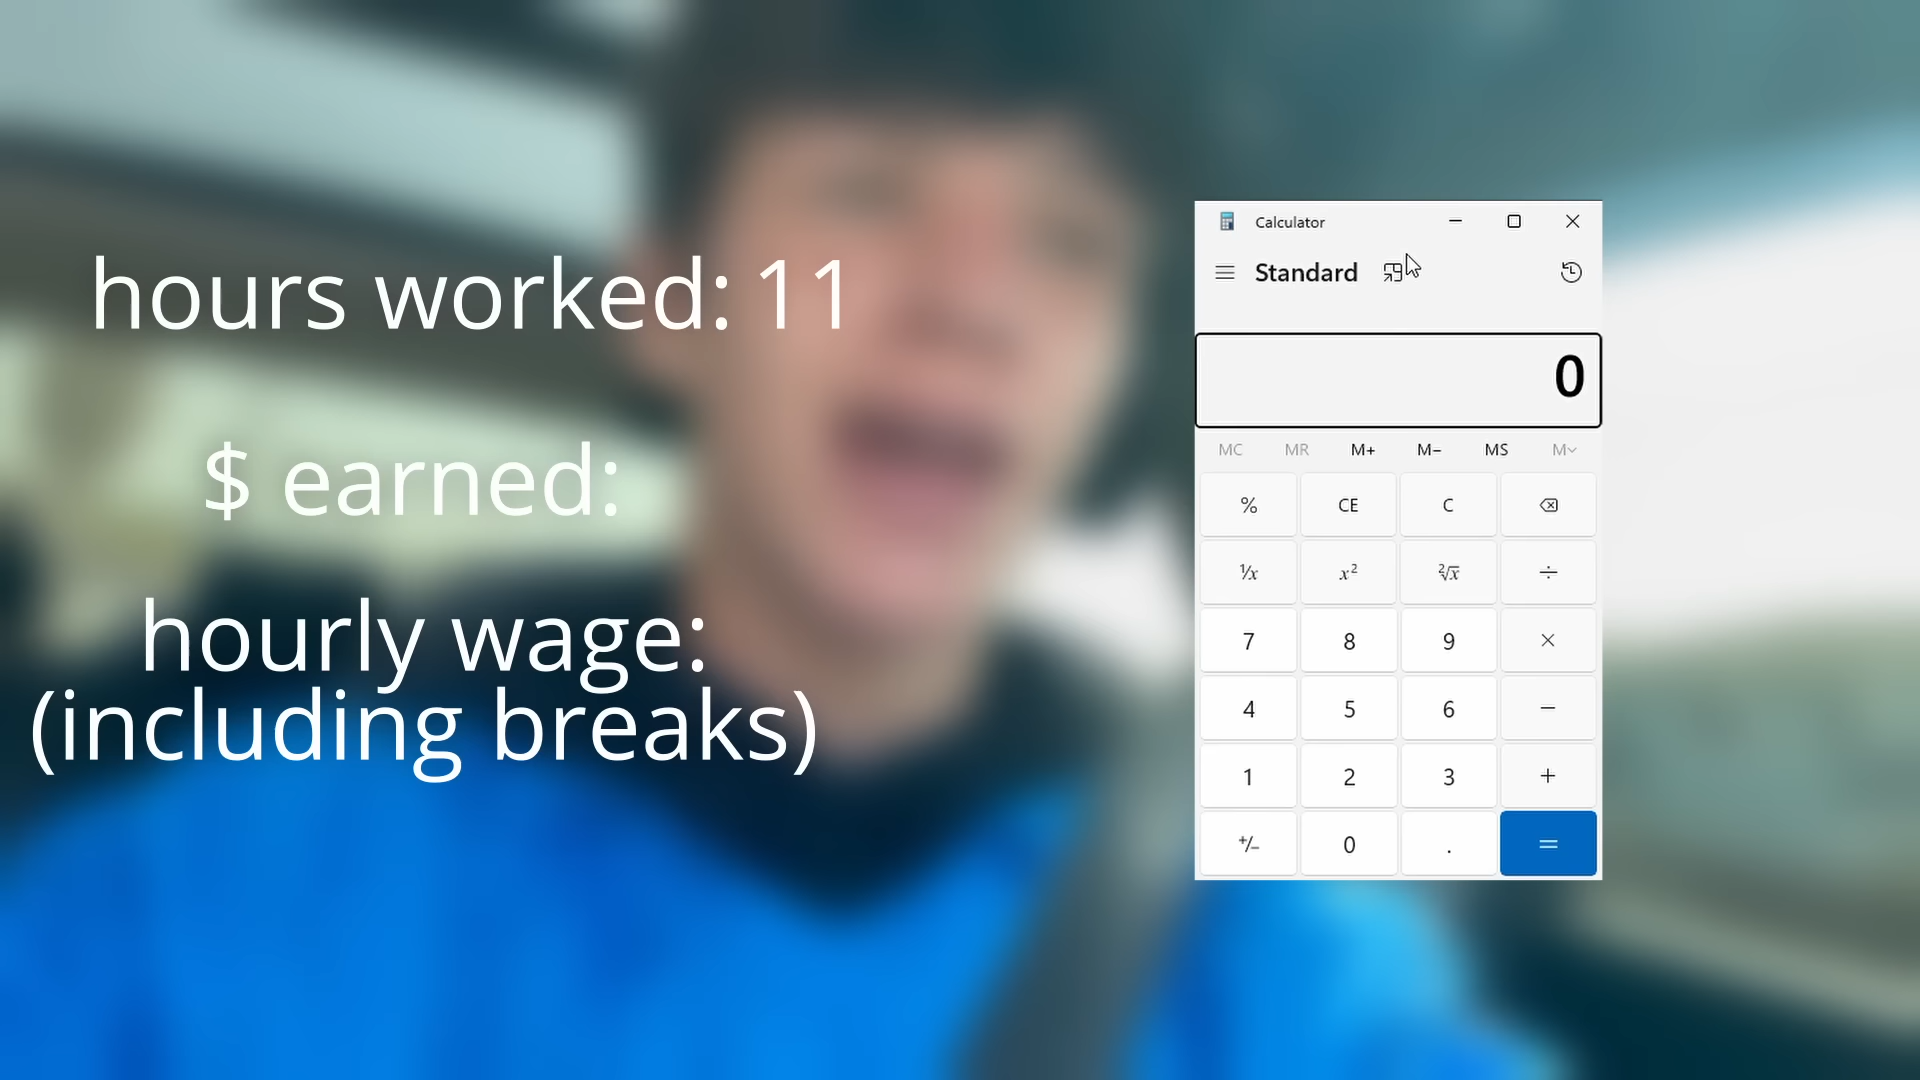 hours worked: 11
$ earned:
hourly wage:
(including breaks)
Calculator
Standard
0
MC MR M+ M− MS M
% CE C
¹/x x² ²√x ÷
7 8 9 ×
4 5 6 −
1 2 3 +
+/− 0 . =